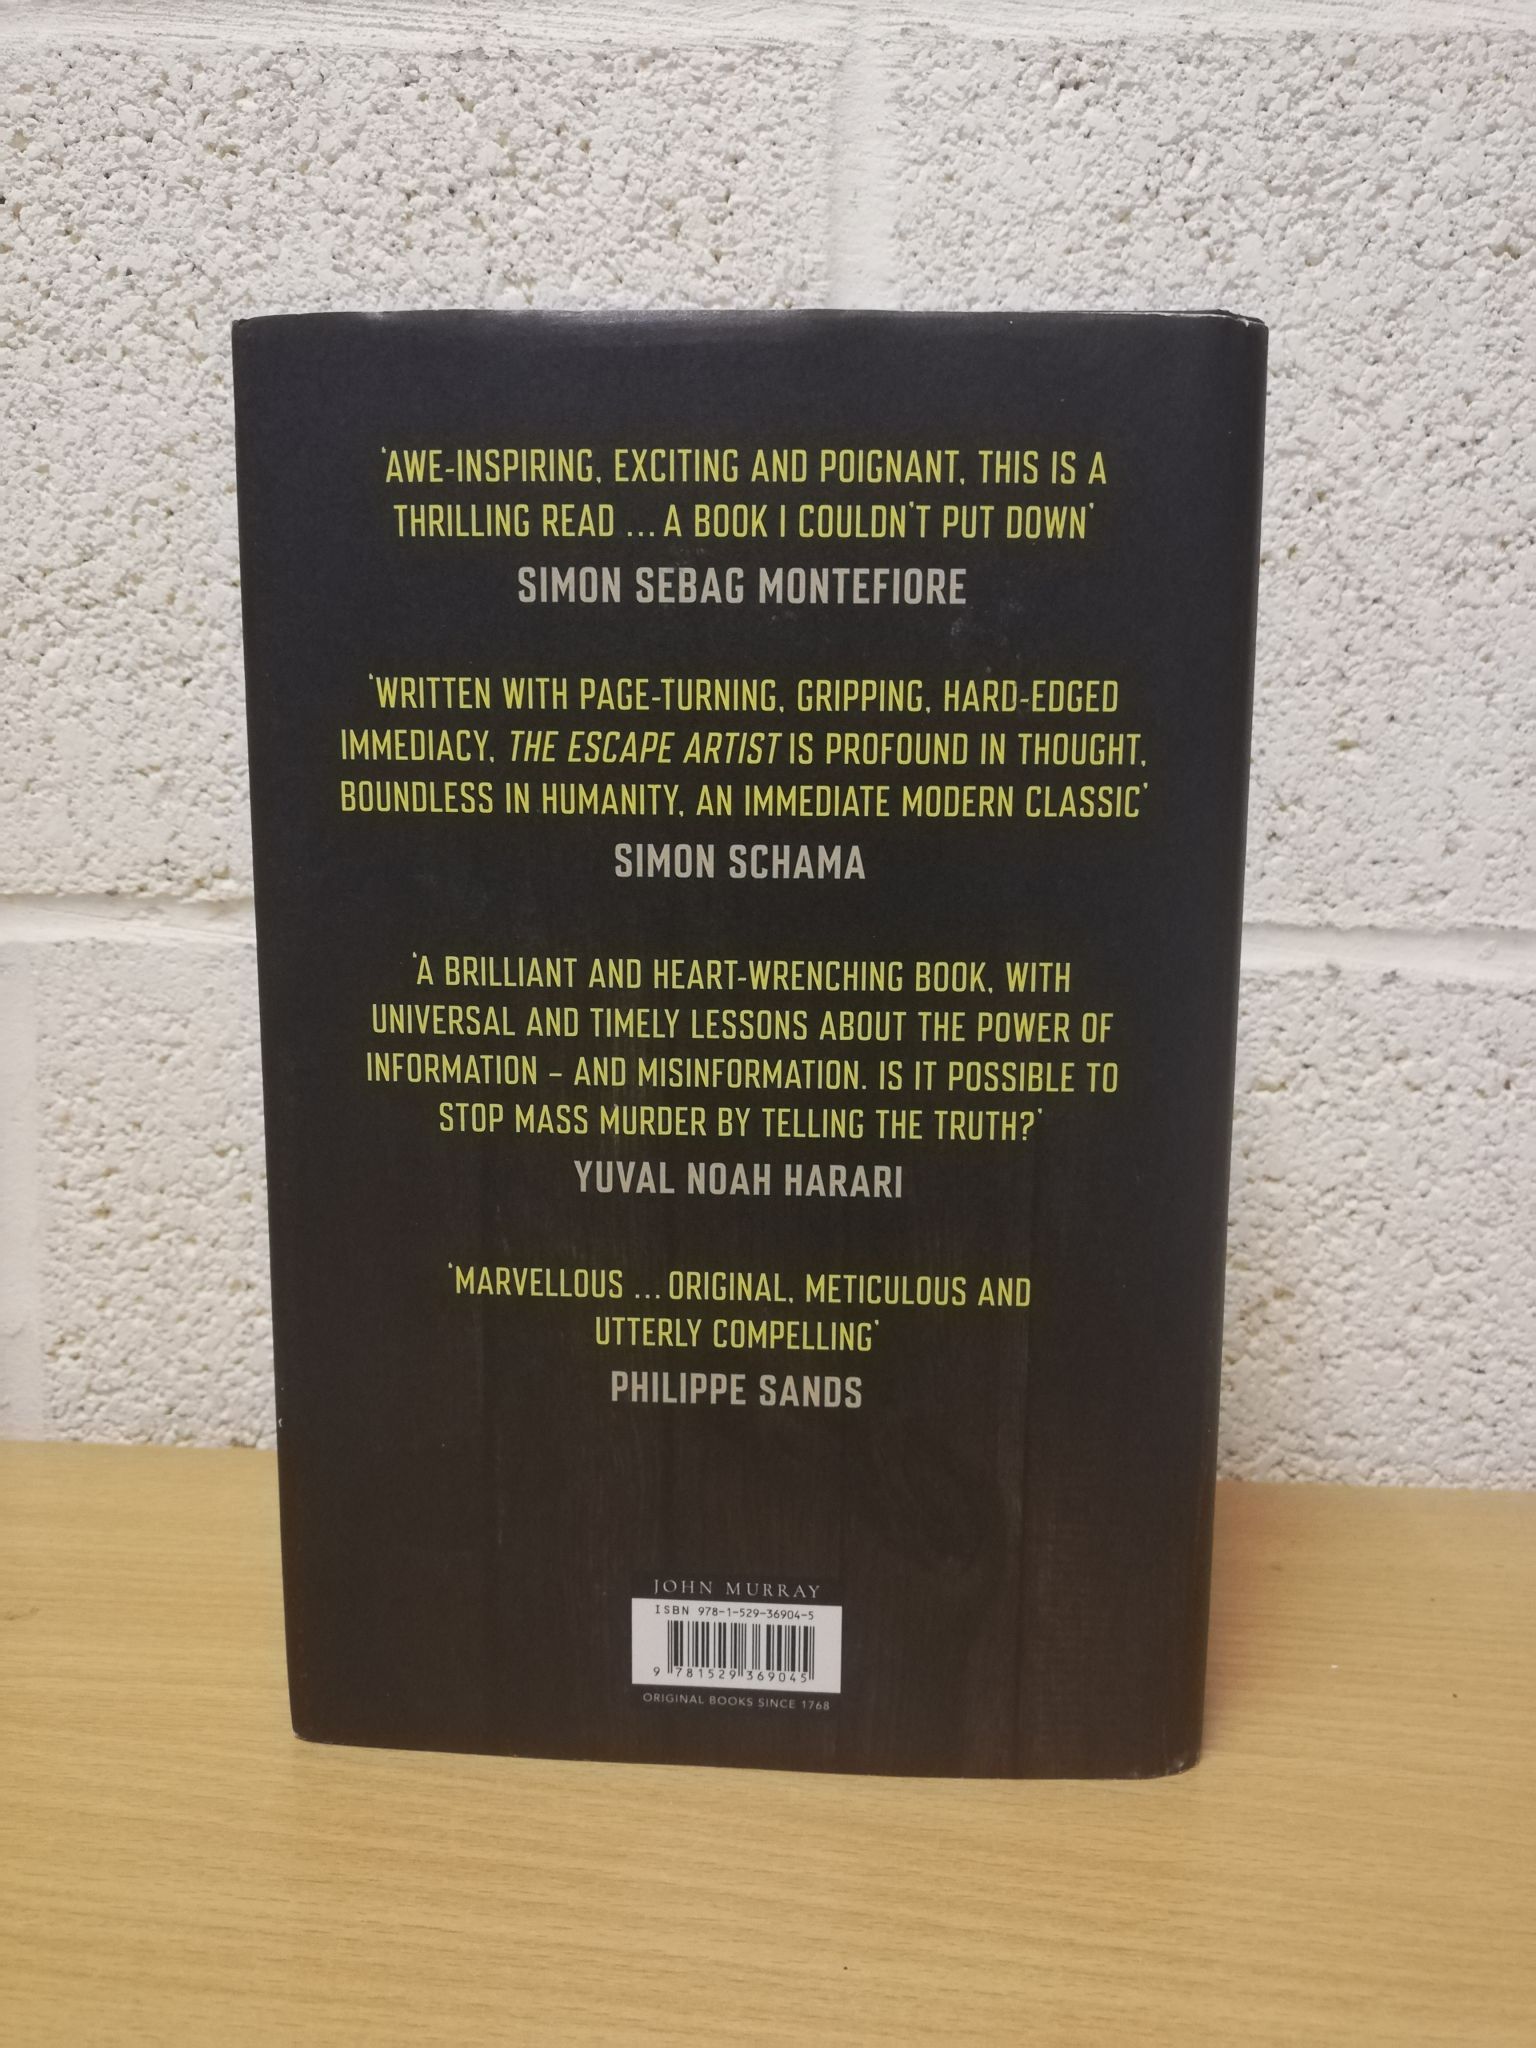 'AWE-INSPIRING, EXCITING AND POIGNANT, THIS IS A
THRILLING READ ... A BOOK I COULDN'T PUT DOWN'
SIMON SEBAG MONTEFIORE
'WRITTEN WITH PAGE-TURNING, GRIPPING, HARD-EDGED
IMMEDIACY, THE ESCAPE ARTIST IS PROFOUND IN THOUGHT,
BOUNDLESS IN HUMANITY, AN IMMEDIATE MODERN CLASSIC'
SIMON SCHAMA
'A BRILLIANT AND HEART-WRENCHING BOOK, WITH
UNIVERSAL AND TIMELY LESSONS ABOUT THE POWER OF
INFORMATION – AND MISINFORMATION. IS IT POSSIBLE TO
STOP MASS MURDER BY TELLING THE TRUTH?'
YUVAL NOAH HARARI
'MARVELLOUS ... ORIGINAL, METICULOUS AND
UTTERLY COMPELLING'
PHILIPPE SANDS
JOHN MURRAY
ISBN 978-1-529-36904-5
9 781529 369045
ORIGINAL BOOKS SINCE 1768